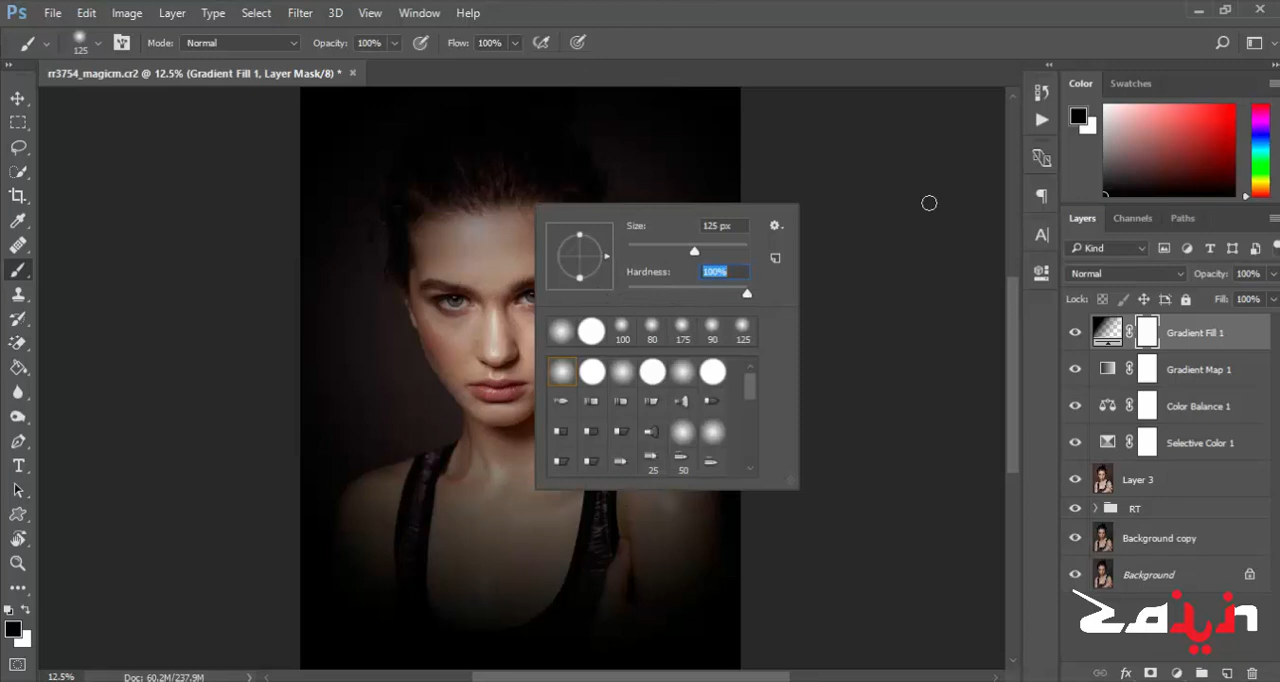 Ps File Edit Image Layer Type Select Filter 3D View Window Help
125 Mode: Normal Opacity: 100% Flow: 100%
rr3754_magicm.cr2 @ 12.5% (Gradient Fill 1, Layer Mask/8) * ×
Color Swatches
Size: 125 px
Hardness: 100%
100 80 175 90 125
25 50
Layers Channels Paths
Kind
Normal Opacity: 100%
Lock: Fill: 100%
Gradient Fill 1
Gradient Map 1
Color Balance 1
Selective Color 1
Layer 3
RT
Background copy
Background
12.5% Doc: 60.2M/237.9M